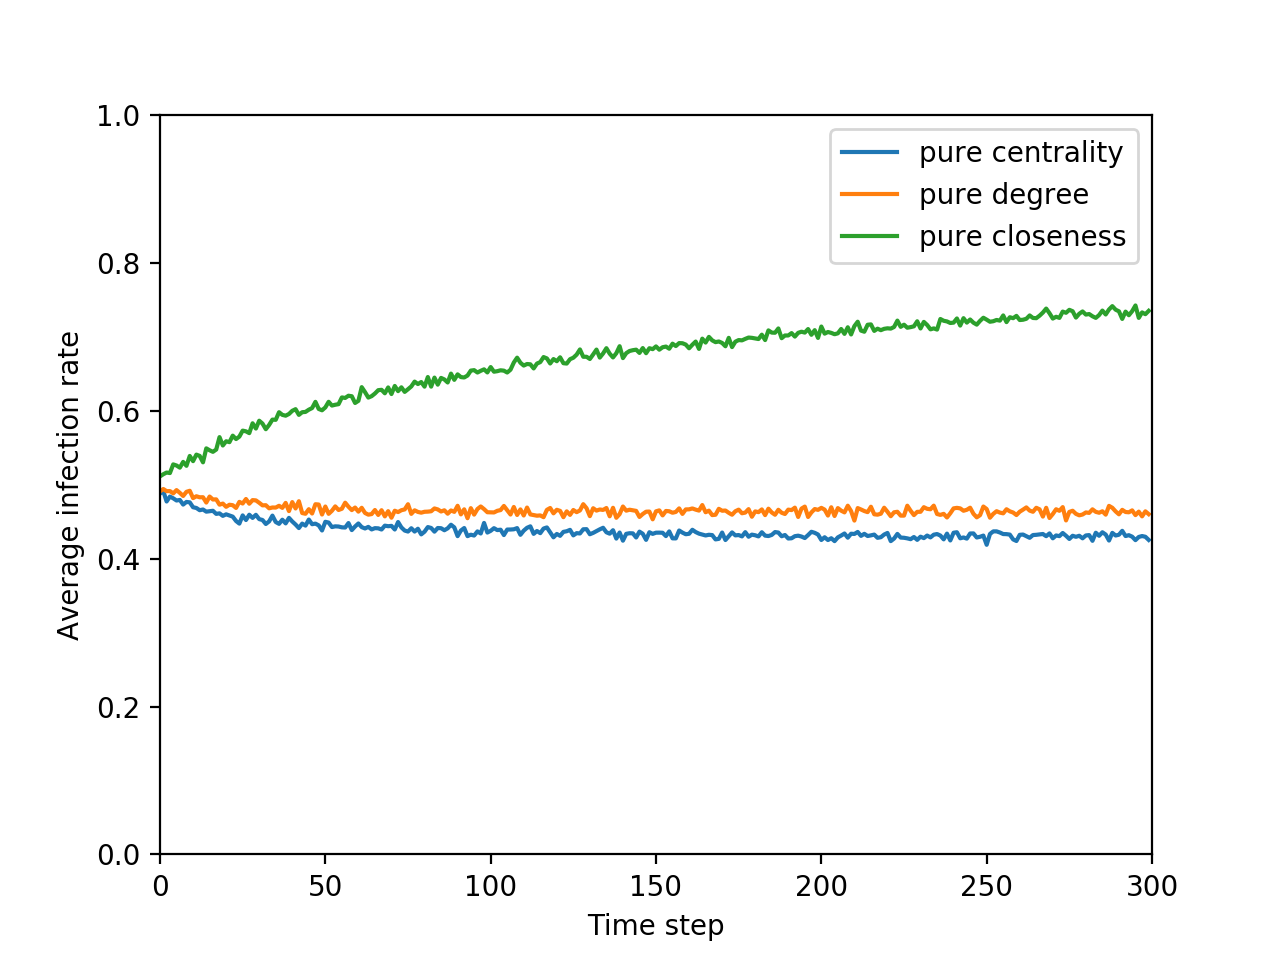 1.0
0.8
0.6
0.4
0.2
0.0
Average infection rate
pure centrality
pure degree
pure closeness
0 50 100 150 200 250 300
Time step